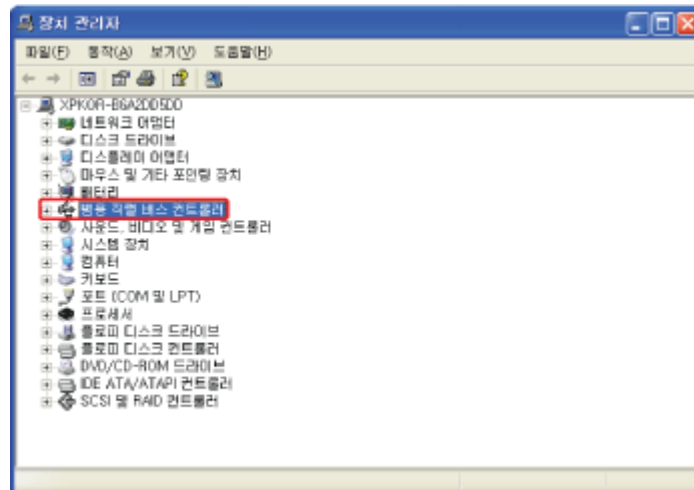 장치 관리자
파일(F) 동작(A) 보기(V) 도움말(H)
XPKOR-B6A2DD5D0
네트워크 어댑터
디스크 드라이브
디스플레이 어댑터
마우스 및 기타 포인팅 장치
배터리
범용 직렬 버스 컨트롤러
사운드, 비디오 및 게임 컨트롤러
시스템 장치
컴퓨터
키보드
포트 (COM 및 LPT)
프로세서
플로피 디스크 드라이브
플로피 디스크 컨트롤러
DVD/CD-ROM 드라이브
IDE ATA/ATAPI 컨트롤러
SCSI 및 RAID 컨트롤러